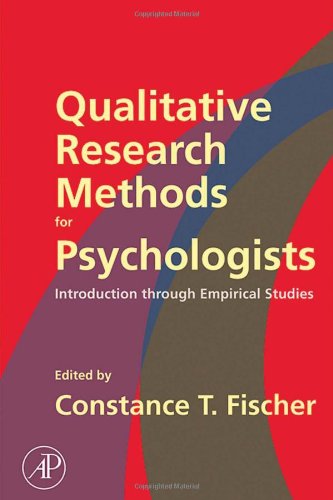 Qualitative
Research
Methods
for
Psychologists
Introduction through Empirical Studies
Edited by
Constance T. Fischer
AP